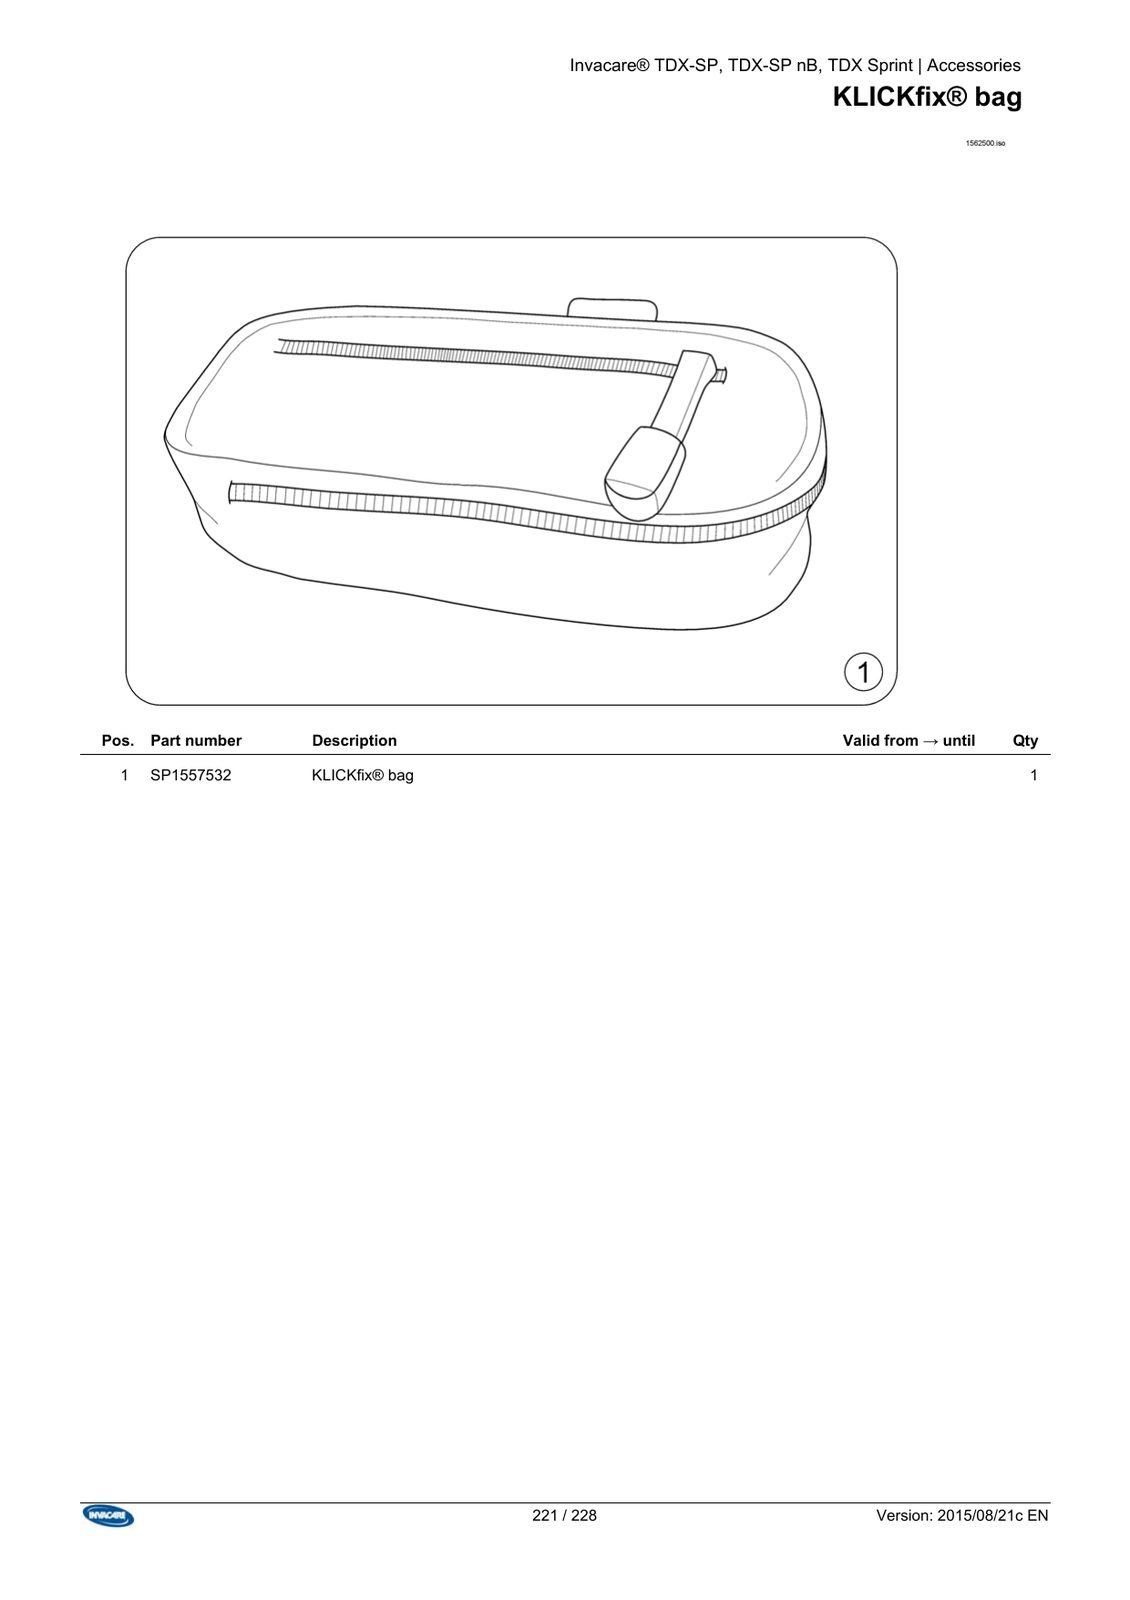 Invacare® TDX-SP, TDX-SP nB, TDX Sprint | Accessories
KLICKfix® bag
1562500.iso
1
Pos. Part number Description Valid from → until Qty
1 SP1557532 KLICKfix® bag 1
INVACARE 221 / 228 Version: 2015/08/21c EN